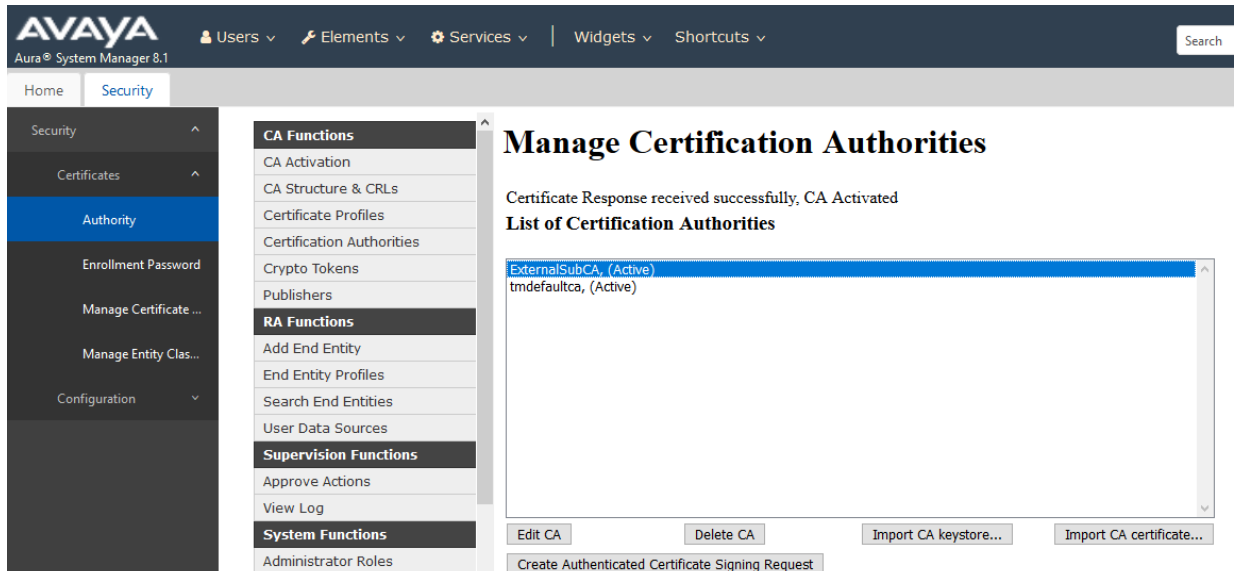 AVAYA
Aura® System Manager 8.1
Users
Elements
Services
Widgets
Shortcuts
Search
Home
Security
Security
Certificates
Authority
Enrollment Password
Manage Certificate ...
Manage Entity Clas...
Configuration
CA Functions
CA Activation
CA Structure & CRLs
Certificate Profiles
Certification Authorities
Crypto Tokens
Publishers
RA Functions
Add End Entity
End Entity Profiles
Search End Entities
User Data Sources
Supervision Functions
Approve Actions
View Log
System Functions
Administrator Roles
Manage Certification Authorities
Certificate Response received successfully, CA Activated
List of Certification Authorities
ExternalSubCA, (Active)
tmdefaultca, (Active)
Edit CA
Delete CA
Import CA keystore...
Import CA certificate...
Create Authenticated Certificate Signing Request